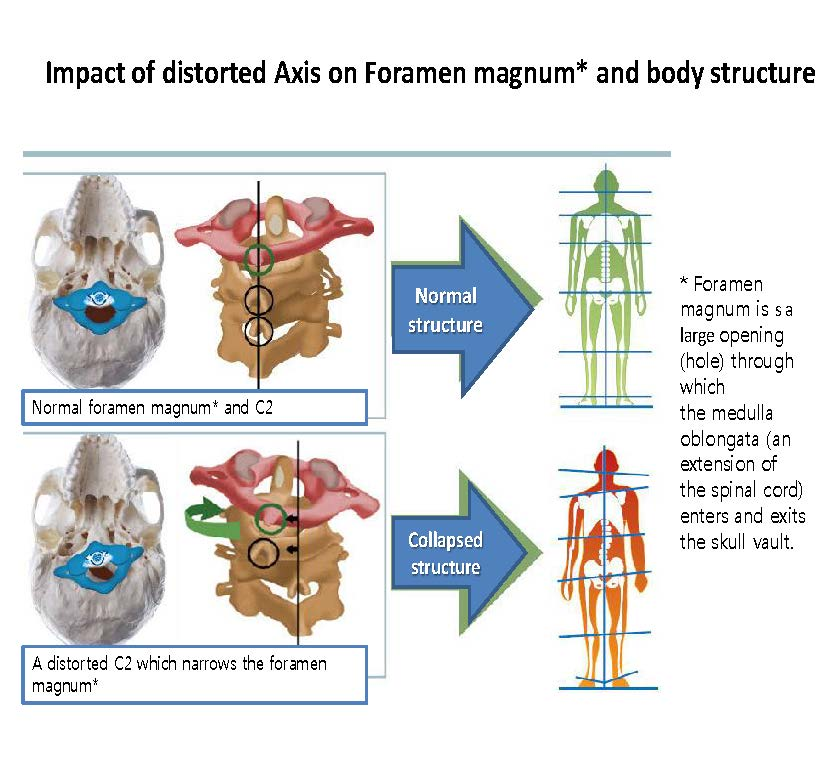 Impact of distorted Axis on Foramen magnum* and body structure
Normal
structure
Normal foramen magnum* and C2
Collapsed
structure
A distorted C2 which narrows the foramen
magnum*
* Foramen
magnum is s a
large opening
(hole) through
which
the medulla
oblongata (an
extension of
the spinal cord)
enters and exits
the skull vault.